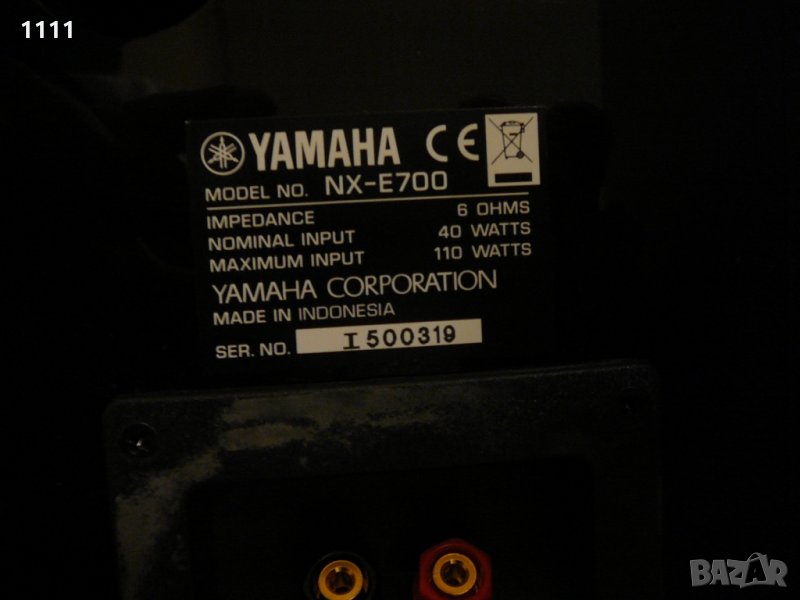 1111
YAMAHA CE
MODEL NO. NX-E700
IMPEDANCE 6 OHMS
NOMINAL INPUT 40 WATTS
MAXIMUM INPUT 110 WATTS
YAMAHA CORPORATION
MADE IN INDONESIA
SER. NO. I500319
BAZAR